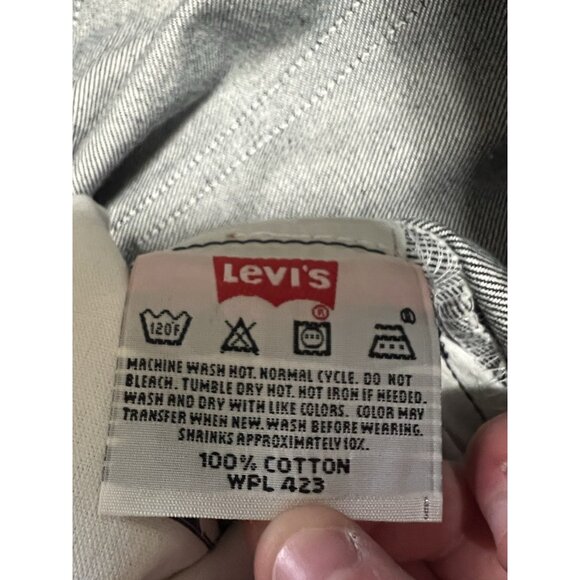 Levi's
®
120F
MACHINE WASH HOT. NORMAL CYCLE. DO NOT
BLEACH. TUMBLE DRY HOT. HOT IRON IF NEEDED.
WASH AND DRY WITH LIKE COLORS. COLOR MAY
TRANSFER WHEN NEW. WASH BEFORE WEARING.
SHRINKS APPROXIMATELY 10%.
100% COTTON
WPL 423